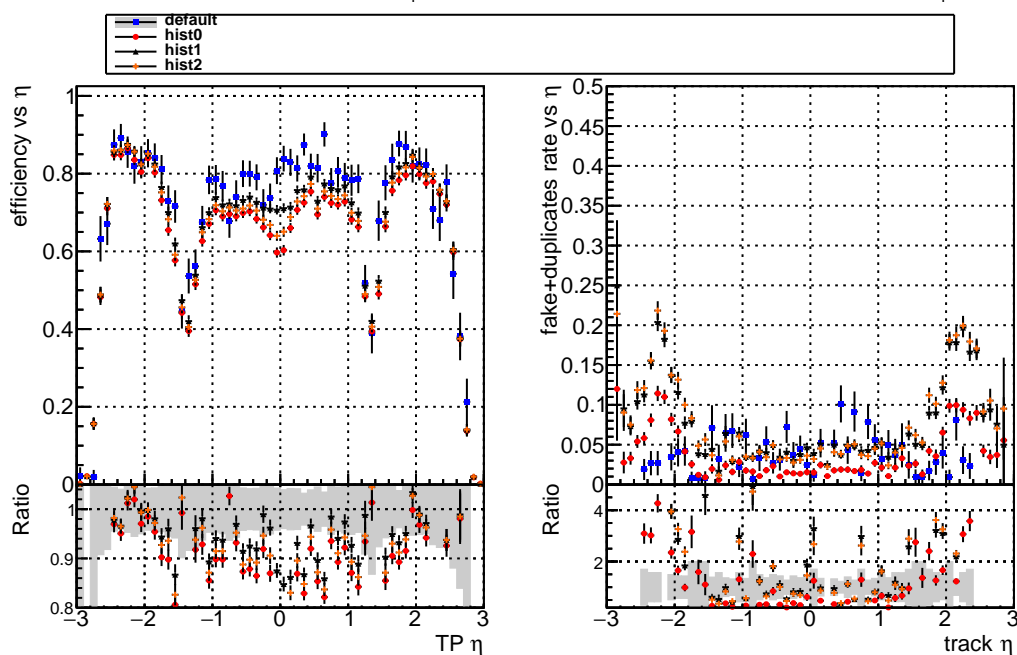 default
hist0
hist1
hist2
efficiency vs η
1
0.8
0.6
0.4
0.2
0
Ratio
1
0.9
0.8
−3 −2 −1 0 1 2 3
TP η
fake+duplicates rate vs η
0.5
0.45
0.4
0.35
0.3
0.25
0.2
0.15
0.1
0.05
0
Ratio
4
2
−3 −2 −1 0 1 2 3
track η